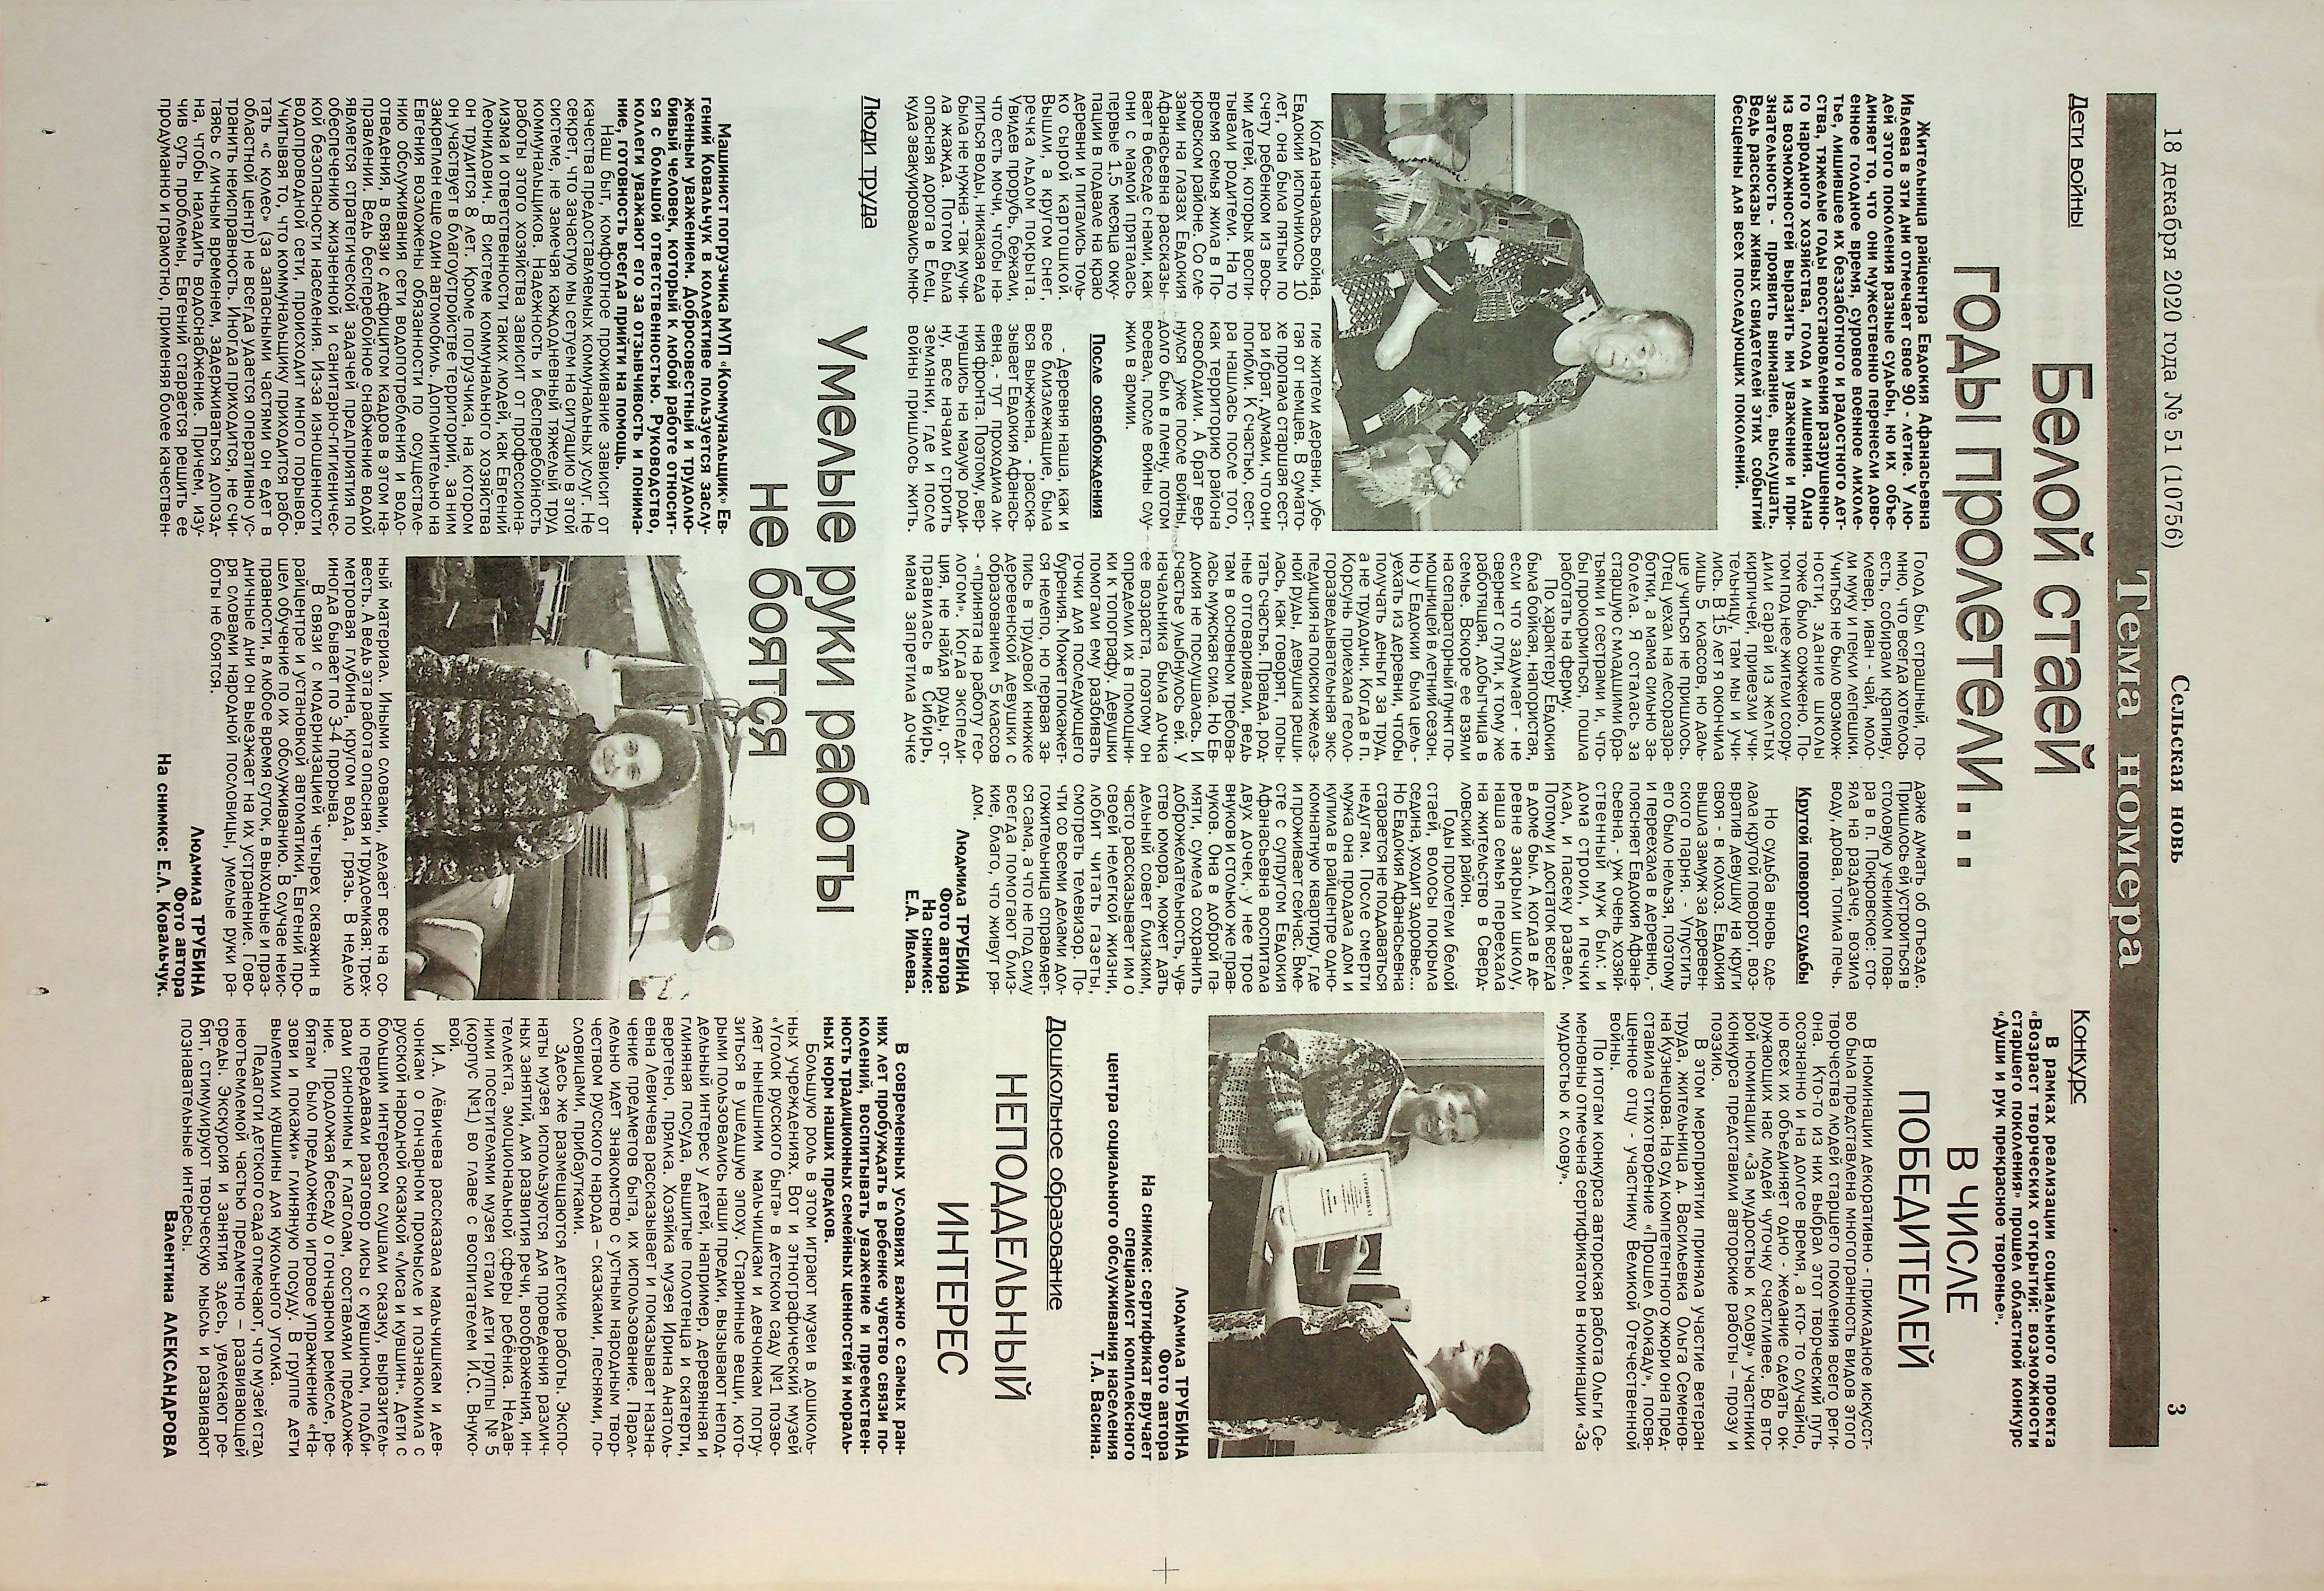 18 декабря 2020 года № 51 (10756)
Сельская новь
3
Тема номера
Дети войны
Белой стаей
годы пролетели...
Жительница райцентра Евдокия Афанасьевна
Ивлева в эти дни отмечает свое 90 - летие. У лю-
дей этого поколения разные судьбы, но их объе-
диняет то, что они мужественно перенесли дово-
енное голодное время, суровое военное лихоле-
тье, лишившее их беззаботного и радостного дет-
ства, тяжелые годы восстановления разрушенно-
го народного хозяйства, голод и лишения. Одна
из возможностей выразить им уважение и при-
знательность - проявить внимание, выслушать.
Ведь рассказы живых свидетелей этих событий
бесценны для всех последующих поколений.
Когда началась война,
Евдокии исполнилось 10
лет, она была пятым по
счету ребенком из вось-
ми детей, которых воспи-
тывали родители. На то
время семья жила в По-
кровском районе. Со сле-
зами на глазах Евдокия
Афанасьевна рассказы-
вает в беседе с нами, как
они с мамой пряталась
первые 1,5 месяца окку-
пации в подвале на краю
деревни и питались толь-
ко сырой картошкой.
Вышли, а кругом снег,
речка льдом покрыта.
Увидев прорубь, бежали,
что есть мочи, чтобы на-
питься воды, никакая еда
была не нужна - так мучи-
ла жажда. Потом была
опасная дорога в Елец,
куда эвакуировались мно-
гие жители деревни, убе-
гая от немцев. В сумато-
хе пропала старшая сест-
ра и брат, думали, что они
погибли. К счастью, сест-
ра нашлась после того,
как территорию района
освободили. А брат вер-
нулся уже после войны,
долго был в плену, потом
воевал, после войны слу-
жил в армии.
После освобождения
- Деревня наша, как и
все близлежащие, была
вся выжжена, - расска-
зывает Евдокия Афанась-
евна, - тут проходила ли-
ния фронта. Поэтому, вер-
нувшись на малую роди-
ну, все начали строить
землянки, где и после
войны пришлось жить.
Голод был страшный, по-
мню, что всегда хотелось
есть, собирали крапиву,
клевер, иван - чай, моло-
ли муку и пекли лепешки.
Учиться не было возмож-
ности, здание школы
тоже было сожжено. По-
том под нее жители соору-
дили сарай из желтых
кирпичей, привезли учи-
тельницу, там мы и учи-
лись. В 15 лет я окончила
лишь 5 классов, но даль-
ше учиться не пришлось.
Отец уехал на лесоразра-
ботки, а мама сильно за-
болела. Я осталась за
старшую с младшими бра-
тьями и сестрами и, что-
бы прокормиться, пошла
работать на ферму.
По характеру Евдокия
была бойкая, напористая,
если что задумает - не
свернет с пути, к тому же
работящая, добытчица в
семье. Вскоре ее взяли
на сепараторный пункт по-
мощницей в летний сезон.
Но у Евдокии была цель -
уехать из деревни, чтобы
получать деньги за труд,
а не трудодни. Когда в п.
Корсунь приехала геоло-
горазведывательная экс-
педиция на поиски желез-
ной руды, девушка реши-
лась, как говорят, попы-
тать счастья. Правда, род-
ные отговаривали, ведь
там в основном требова-
лась мужская сила. Но Ев-
докия не послушалась. И
счастье улыбнулось ей. У
начальника была дочка
ее возраста, поэтому он
определил их в помощни-
ки к топографу. Девушки
помогали ему разбивать
точки для последующего
бурения. Может покажет-
ся нелепо, но первая за-
пись в трудовой книжке
деревенской девушки с
образованием 5 классов
- «принята на работу гео-
логом». Когда экспеди-
ция, не найдя руды, от-
правилась в Сибирь,
мама запретила дочке
даже думать об отъезде.
Пришлось ей устроиться в
столовую учеником пова-
ра в п. Покровское: сто-
яла на раздаче, возила
воду, дрова, топила печь.
Крутой поворот судьбы
Но судьба вновь сде-
лала крутой поворот, воз-
вратив девушку на круги
своя - в колхоз. Евдокия
вышла замуж за деревен-
ского парня. - Упустить
его было нельзя, поэтому
и переехала в деревню, -
поясняет Евдокия Афана-
сьевна, - уж очень хозяй-
ственный муж был: и
дома строил, и печки
клал, и пасеку развел.
Потому и достаток всегда
в доме был. А когда в де-
ревне закрыли школу,
наша семья переехала
на жительство в Сверд-
ловский район.
Годы пролетели белой
стаей, волосы покрыла
седина, уходит здоровье...
Но Евдокия Афанасьевна
старается не поддаваться
недугам. После смерти
мужа она продала дом и
купила в райцентре одно-
комнатную квартиру, где
и проживает сейчас. Вме-
сте с супругом Евдокия
Афанасьевна воспитала
двух дочек, у нее трое
внуков и столько же прав-
нуков. Она в доброй па-
мяти, сумела сохранить
доброжелательность, чув-
ство юмора, может дать
дельный совет близким,
часто рассказывает им о
своей нелегкой жизни,
любит читать газеты,
смотреть телевизор. По-
чти со всеми делами дол-
гожительница справляет-
ся сама, а что не под силу
всегда помогают близ-
кие, благо, что живут ря-
дом.
Людмила ТРУБИНА
Фото автора
На снимке:
Е.А. Ивлева.
Конкурс
В ЧИСЛЕ
ПОБЕДИТЕЛЕЙ
В рамках реализации социального проекта
«Возраст творческих открытий: возможности
старшего поколения» прошел областной конкурс
«Души и рук прекрасное творенье».
В номинации декоративно - прикладное искусст-
во была представлена многогранность видов этого
творчества людей старшего поколения всего реги-
она. Кто-то из них выбрал этот творческий путь
осознанно и на долгое время, а кто- то случайно,
но всех их объединяет одно - желание сделать ок-
ружающих нас людей чуточку счастливее. Во вто-
рой номинации «За мудростью к слову» участники
конкурса представили авторские работы – прозу и
поэзию.
В этом мероприятии приняла участие ветеран
труда, жительница д. Васильевка Ольга Семенов-
на Кузнецова. На суд компетентного жюри она пред-
ставила стихотворение «Прошел блокаду», посвя-
щенное отцу - участнику Великой Отечественной
войны.
По итогам конкурса авторская работа Ольги Се-
меновны отмечена сертификатом в номинации «За
мудростью к слову».
СЕРТИФИКАТ
Людмила ТРУБИНА
Фото автора
На снимке: сертификат вручает
специалист комплексного
центра социального обслуживания населения
Т.А. Васина.
Люди труда
Умелые руки работы
не боятся
Машинист погрузчика МУП «Коммунальщик» Ев-
гений Ковальчук в коллективе пользуется заслу-
женным уважением. Добросовестный и трудолю-
бивый человек, который к любой работе относит-
ся с большой ответственностью. Руководство,
коллеги уважают его за отзывчивость и понима-
ние, готовность всегда прийти на помощь.
Наш быт, комфортное проживание зависит от
качества предоставляемых коммунальных услуг. Не
секрет, что зачастую мы сетуем на ситуацию в этой
системе, не замечая каждодневный тяжелый труд
коммунальщиков. Надежность и бесперебойность
работы этого хозяйства зависит от профессиона-
лизма и ответственности таких людей, как Евгений
Леонидович. В системе коммунального хозяйства
он трудится 8 лет. Кроме погрузчика, на котором
он участвует в благоустройстве территорий, за ним
закреплен еще один автомобиль. Дополнительно на
Евгения возложены обязанности по осуществле-
нию обслуживания сети водопотребления и водо-
отведения, в связи с дефицитом кадров в этом на-
правлении. Ведь бесперебойное снабжение водой
является стратегической задачей предприятия по
обеспечению жизненной и санитарно-гигиеничес-
кой безопасности населения. Из-за изношенности
водопроводной сети, происходит много порывов.
Учитывая то, что коммунальщику приходится рабо-
тать «с колес» (за запасными частями он едет в
областной центр) не всегда удается оперативно ус-
транить неисправность. Иногда приходится, не счи-
таясь с личным временем, задерживаться допозд-
на, чтобы наладить водоснабжение. Причем, изу-
чив суть проблемы, Евгений старается решить ее
продуманно и грамотно, применяя более качествен-
ный материал. Иными словами, делает все на со-
весть. А ведь эта работа опасная и трудоемкая: трех-
метровая глубина, кругом вода, грязь. В неделю
иногда бывает по 3-4 прорыва.
В связи с модернизацией четырех скважин в
райцентре и установкой автоматики, Евгений про-
шел обучение по их обслуживанию. В случае неис-
правности, в любое время суток, в выходные и праз-
дничные дни он выезжает на их устранение. Гово-
ря словами народной пословицы, умелые руки ра-
боты не боятся.
Людмила ТРУБИНА
Фото автора
На снимке: Е.Л. Ковальчук.
Дошкольное образование
НЕПОДДЕЛЬНЫЙ
ИНТЕРЕС
В современных условиях важно с самых ран-
них лет пробуждать в ребенке чувство связи по-
колений, воспитывать уважение и преемствен-
ность традиционных семейных ценностей и мораль-
ных норм наших предков.
Большую роль в этом играют музеи в дошколь-
ных учреждениях. Вот и этнографический музей
«Уголок русского быта» в детском саду №1 позво-
ляет нынешним мальчишкам и девчонкам погру-
зиться в ушедшую эпоху. Старинные вещи, кото-
рыми пользовались наши предки, вызывают непод-
дельный интерес у детей, например, деревянная и
глиняная посуда, вышитые полотенца и скатерти,
веретено, прялка. Хозяйка музея Ирина Анатоль-
евна Левичева рассказывает и показывает назна-
чение предметов быта, их использование. Парал-
лельно идет знакомство с устным народным твор-
чеством русского народа – сказками, песнями, по-
словицами, прибаутками.
Здесь же размещаются детские работы. Экспо-
наты музея используются для проведения различ-
ных занятий, для развития речи, воображения, ин-
теллекта, эмоциональной сферы ребёнка. Недав-
ними посетителями музея стали дети группы № 5
(корпус №1) во главе с воспитателем И.С. Внуко-
вой.
И.А. Лёвичева рассказала мальчишкам и дев-
чонкам о гончарном промысле и познакомила с
русской народной сказкой «Лиса и кувшин». Дети с
большим интересом слушали сказку, выразитель-
но передавали разговор лисы с кувшином, подби-
рали синонимы к глаголам, составляли предложе-
ние. Продолжая беседу о гончарном ремесле, ре-
бятам было предложено игровое упражнение «На-
зови и покажи» глиняную посуду. В группе дети
вылепили кувшины для кукольного уголка.
Педагоги детского сада отмечают, что музей стал
неотъемлемой частью предметно – развивающей
среды. Экскурсия и занятия здесь, увлекают ре-
бят, стимулируют творческую мысль и развивают
познавательные интересы.
Валентина АЛЕКСАНДРОВА